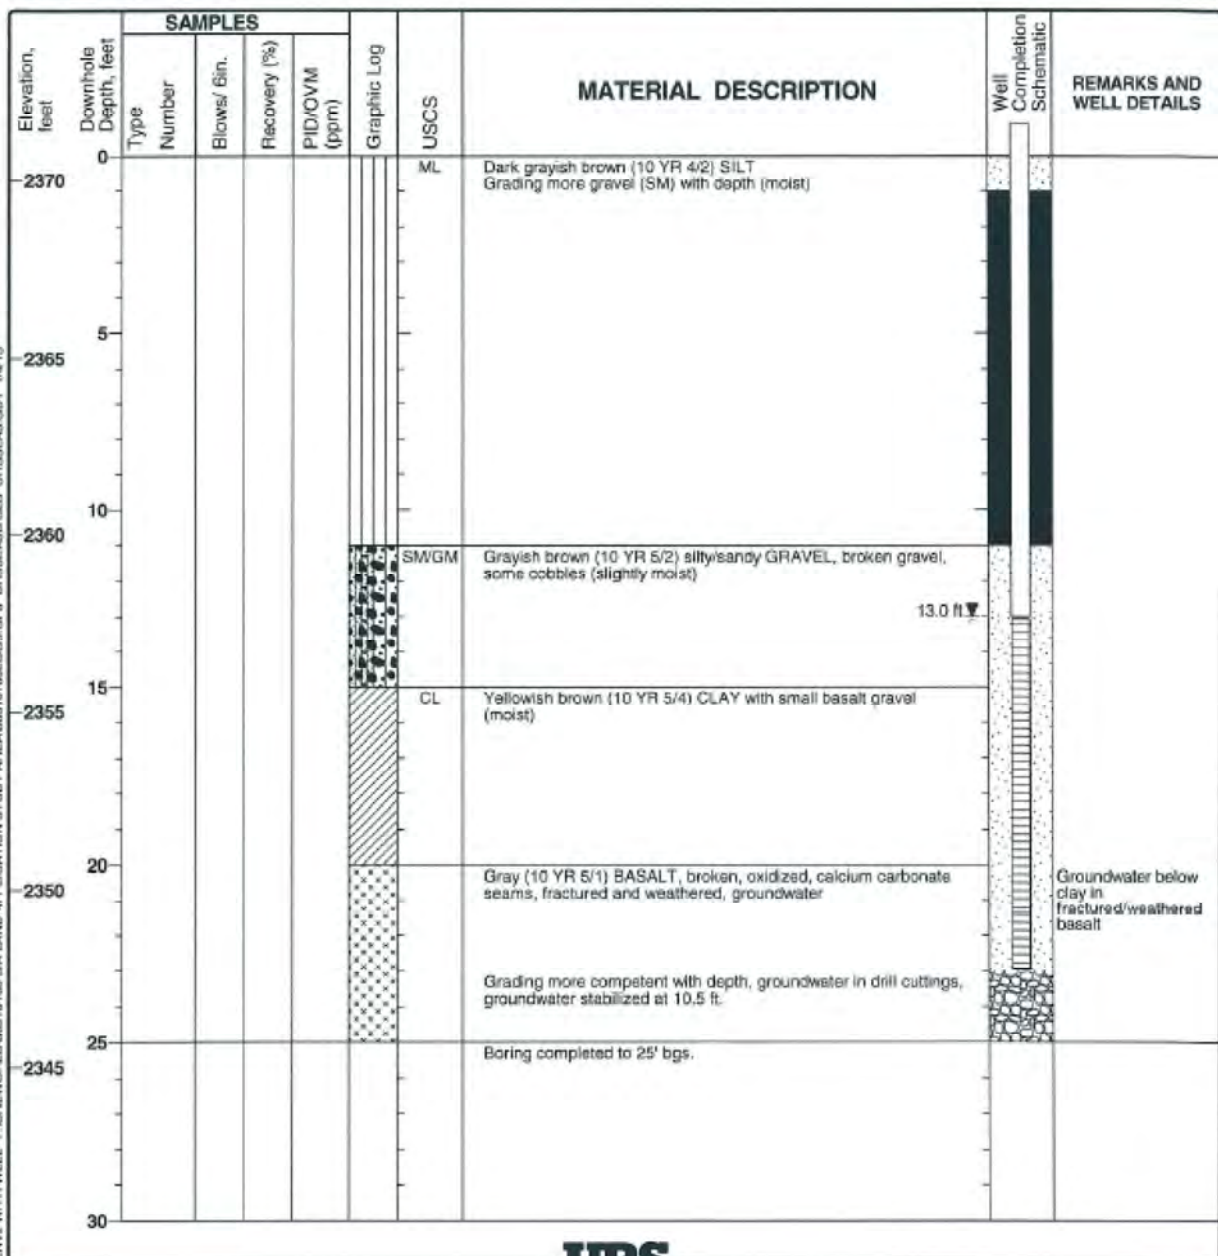 SAMPLES
Elevation, feet
Downhole Depth, feet
Type
Number
Blows/ 6in.
Recovery (%)
PID/OVM (ppm)
Graphic Log
USCS
MATERIAL DESCRIPTION
Well Completion Schematic
REMARKS AND
WELL DETAILS
0
2370
ML
Dark grayish brown (10 YR 4/2) SILT
Grading more gravel (SM) with depth (moist)
5
2365
10
2360
SM/GM
Grayish brown (10 YR 5/2) silty/sandy GRAVEL, broken gravel,
some cobbles (slightly moist)
13.0 ft
15
2355
CL
Yellowish brown (10 YR 5/4) CLAY with small basalt gravel
(moist)
20
2350
Gray (10 YR 5/1) BASALT, broken, oxidized, calcium carbonate
seams, fractured and weathered, groundwater
Groundwater below
clay in
fractured/weathered
basalt
Grading more competent with depth, groundwater in drill cuttings,
groundwater stabilized at 10.5 ft.
25
2345
Boring completed to 25' bgs.
30
URS